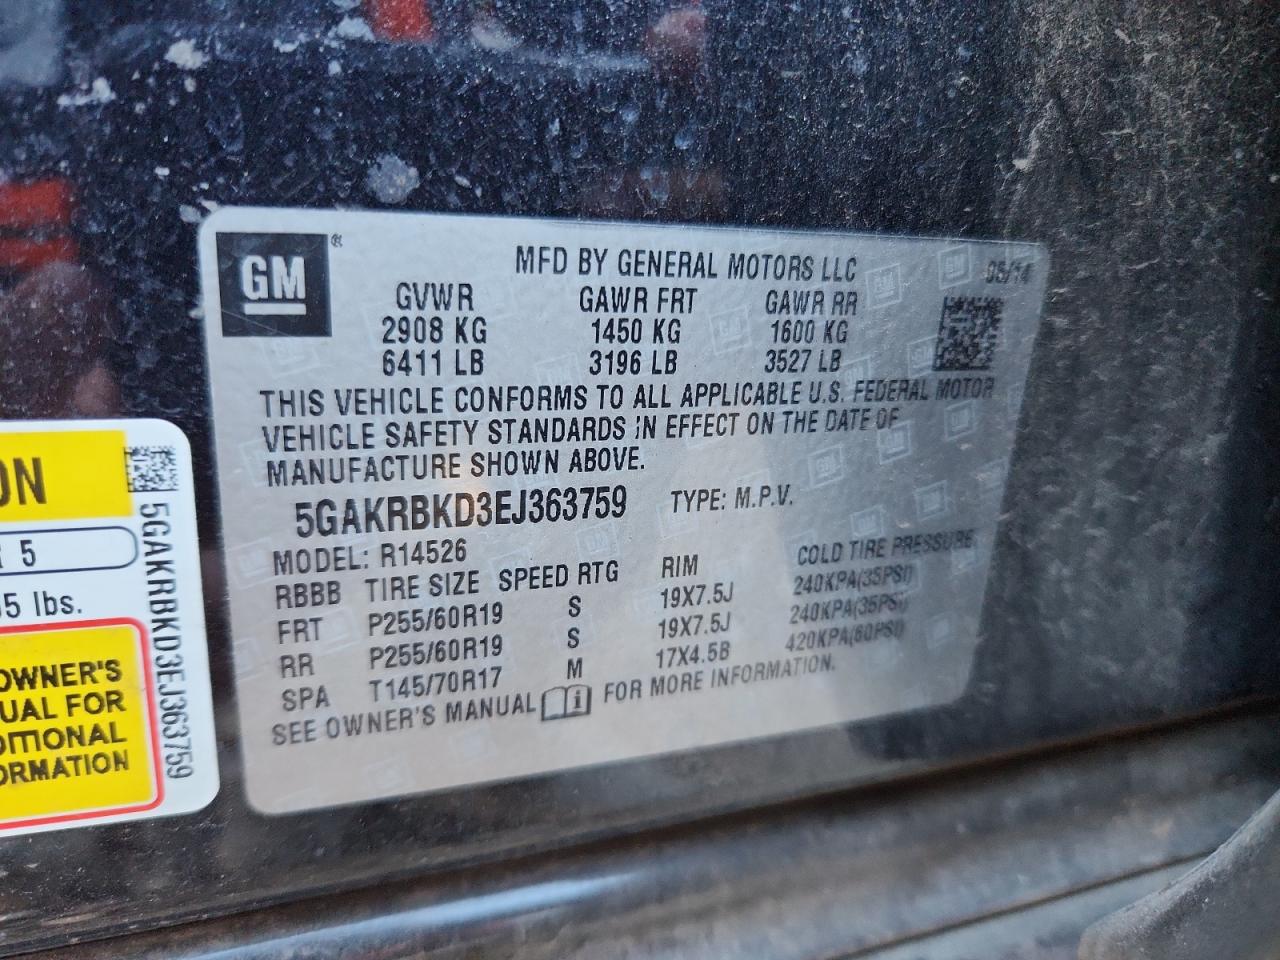 GM
®
MFD BY GENERAL MOTORS LLC
05/14
GVWR GAWR FRT GAWR RR
2908 KG 1450 KG 1600 KG
6411 LB 3196 LB 3527 LB
THIS VEHICLE CONFORMS TO ALL APPLICABLE U.S. FEDERAL MOTOR
VEHICLE SAFETY STANDARDS IN EFFECT ON THE DATE OF
MANUFACTURE SHOWN ABOVE.
5GAKRBKD3EJ363759 TYPE: M.P.V.
MODEL: R14526
RBBB TIRE SIZE SPEED RTG RIM COLD TIRE PRESSURE
FRT P255/60R19 S 19X7.5J 240KPA(35PSI)
RR P255/60R19 S 19X7.5J 240KPA(35PSI)
SPA T145/70R17 M 17X4.5B 420KPA(60PSI)
SEE OWNER'S MANUAL i FOR MORE INFORMATION.
ON
R 5
5 lbs.
OWNER'S
UAL FOR
DITIONAL
ORMATION
5GAKRBKD3EJ363759